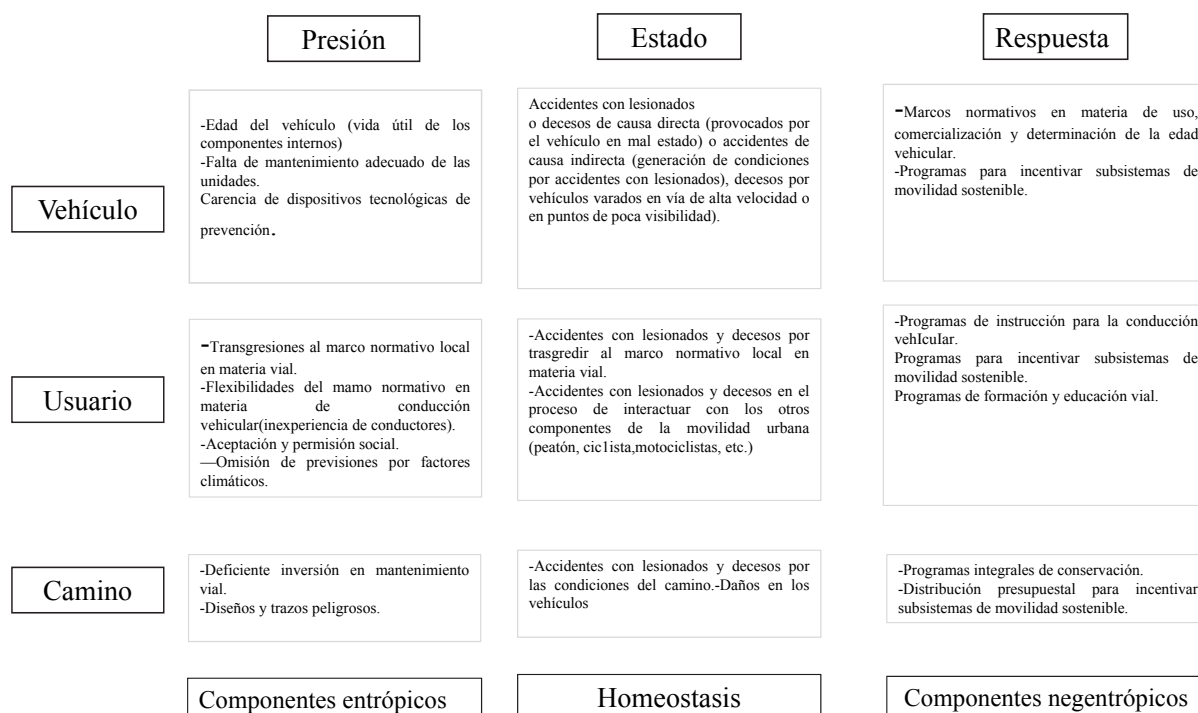 Presión
Estado
Respuesta
Vehículo
-Edad del vehículo (vida útil de los
componentes internos)
-Falta de mantenimiento adecuado de las
unidades.
Carencia de dispositivos tecnológicas de
prevención.
Accidentes con lesionados
o decesos de causa directa (provocados por
el vehículo en mal estado) o accidentes de
causa indirecta (generación de condiciones
por accidentes con lesionados), decesos por
vehículos varados en vía de alta velocidad o
en puntos de poca visibilidad).
-Marcos normativos en materia de uso,
comercialización y determinación de la edad
vehicular.
-Programas para incentivar subsistemas de
movilidad sostenible.
Usuario
-Transgresiones al marco normativo local
en materia vial.
-Flexibilidades del mamo normativo en
materia de conducción
vehicular(inexperiencia de conductores).
-Aceptación y permisión social.
—Omisión de previsiones por factores
climáticos.
-Accidentes con lesionados y decesos por
trasgredir al marco normativo local en
materia vial.
-Accidentes con lesionados y decesos en el
proceso de interactuar con los otros
componentes de la movilidad urbana
(peatón, cic1ista,motociclistas, etc.)
-Programas de instrucción para la conducción
vehIcuIar.
Programas para incentivar subsistemas de
movilidad sostenible.
Programas de formación y educación vial.
Camino
-Deficiente inversión en mantenimiento
vial.
-Diseños y trazos peligrosos.
-Accidentes con lesionados y decesos por
las condiciones del camino.-Daños en los
vehículos
-Programas integrales de conservación.
-Distribución presupuestal para incentivar
subsistemas de movilidad sostenible.
Componentes entrópicos
Homeostasis
Componentes negentrópicos